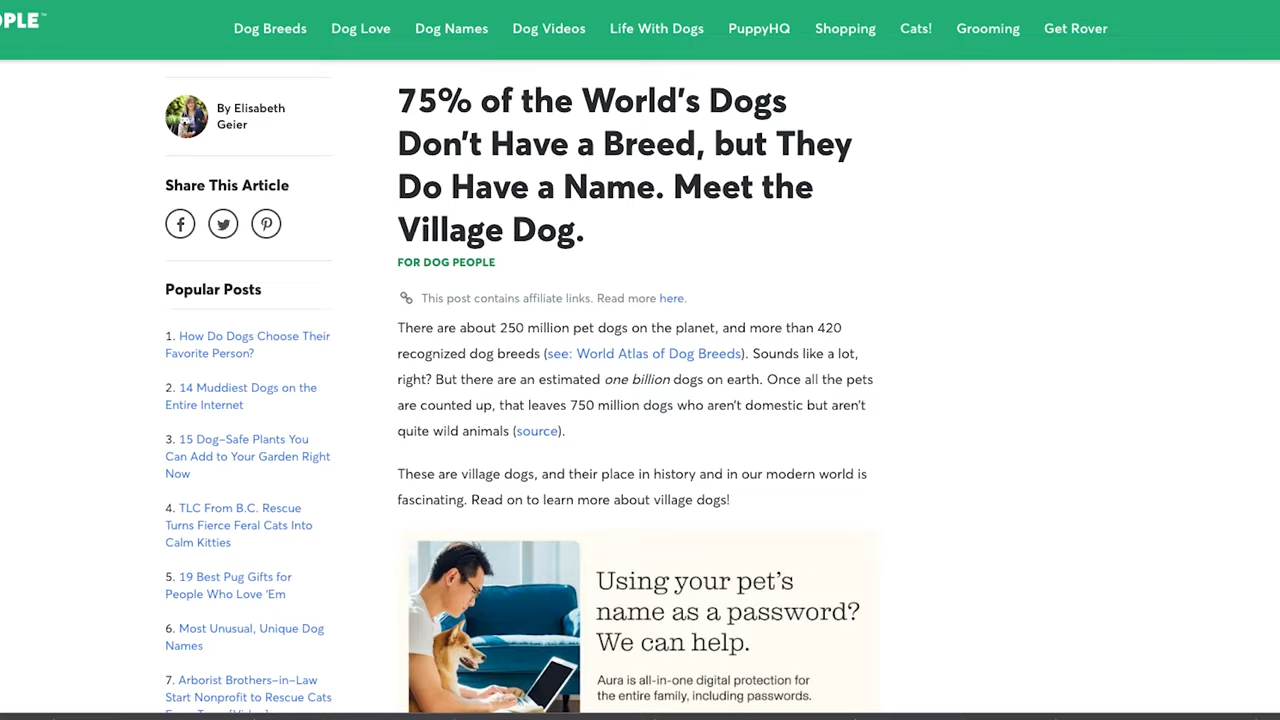 OPLE™
Dog Breeds Dog Love Dog Names Dog Videos Life With Dogs PuppyHQ Shopping Cats! Grooming Get Rover
By Elisabeth
Geier
Share This Article
Popular Posts
1. How Do Dogs Choose Their
Favorite Person?
2. 14 Muddiest Dogs on the
Entire Internet
3. 15 Dog-Safe Plants You
Can Add to Your Garden Right
Now
4. TLC From B.C. Rescue
Turns Fierce Feral Cats Into
Calm Kitties
5. 19 Best Pug Gifts for
People Who Love 'Em
6. Most Unusual, Unique Dog
Names
7. Arborist Brothers-in-Law
Start Nonprofit to Rescue Cats
75% of the World's Dogs
Don't Have a Breed, but They
Do Have a Name. Meet the
Village Dog.
FOR DOG PEOPLE
This post contains affiliate links. Read more here.
There are about 250 million pet dogs on the planet, and more than 420
recognized dog breeds (see: World Atlas of Dog Breeds). Sounds like a lot,
right? But there are an estimated one billion dogs on earth. Once all the pets
are counted up, that leaves 750 million dogs who aren't domestic but aren't
quite wild animals (source).
These are village dogs, and their place in history and in our modern world is
fascinating. Read on to learn more about village dogs!
Using your pet's
name as a password?
We can help.
Aura is all-in-one digital protection for
the entire family, including passwords.